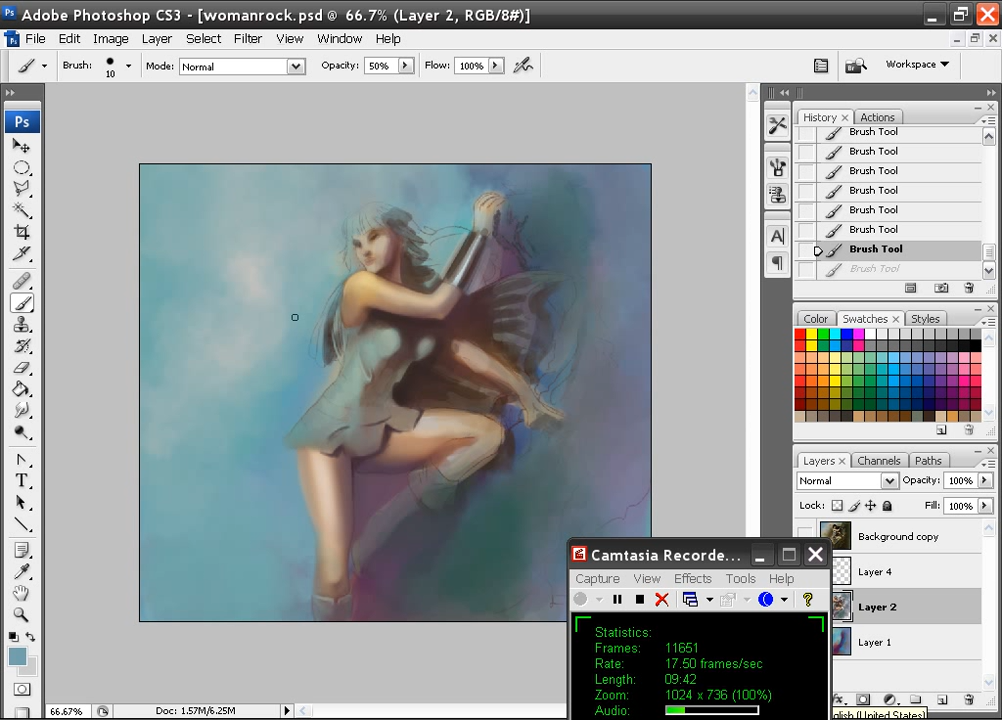 Adobe Photoshop CS3 - [womanrock.psd @ 66.7% (Layer 2, RGB/8#)]
File Edit Image Layer Select Filter View Window Help
Brush: 10 Mode: Normal Opacity: 50% Flow: 100% Workspace
Ps
History Actions
Brush Tool
Brush Tool
Brush Tool
Brush Tool
Brush Tool
Brush Tool
Brush Tool
Brush Tool
Color Swatches Styles
Layers Channels Paths
Normal Opacity: 100%
Lock: Fill: 100%
Background copy
Layer 4
Layer 2
Layer 1
Camtasia Recorde...
Capture View Effects Tools Help
Statistics:
Frames: 11651
Rate: 17.50 frames/sec
Length: 09:42
Zoom: 1024 x 736 (100%)
Audio:
66.67% Doc: 1.57M/6.25M
glish (United States)